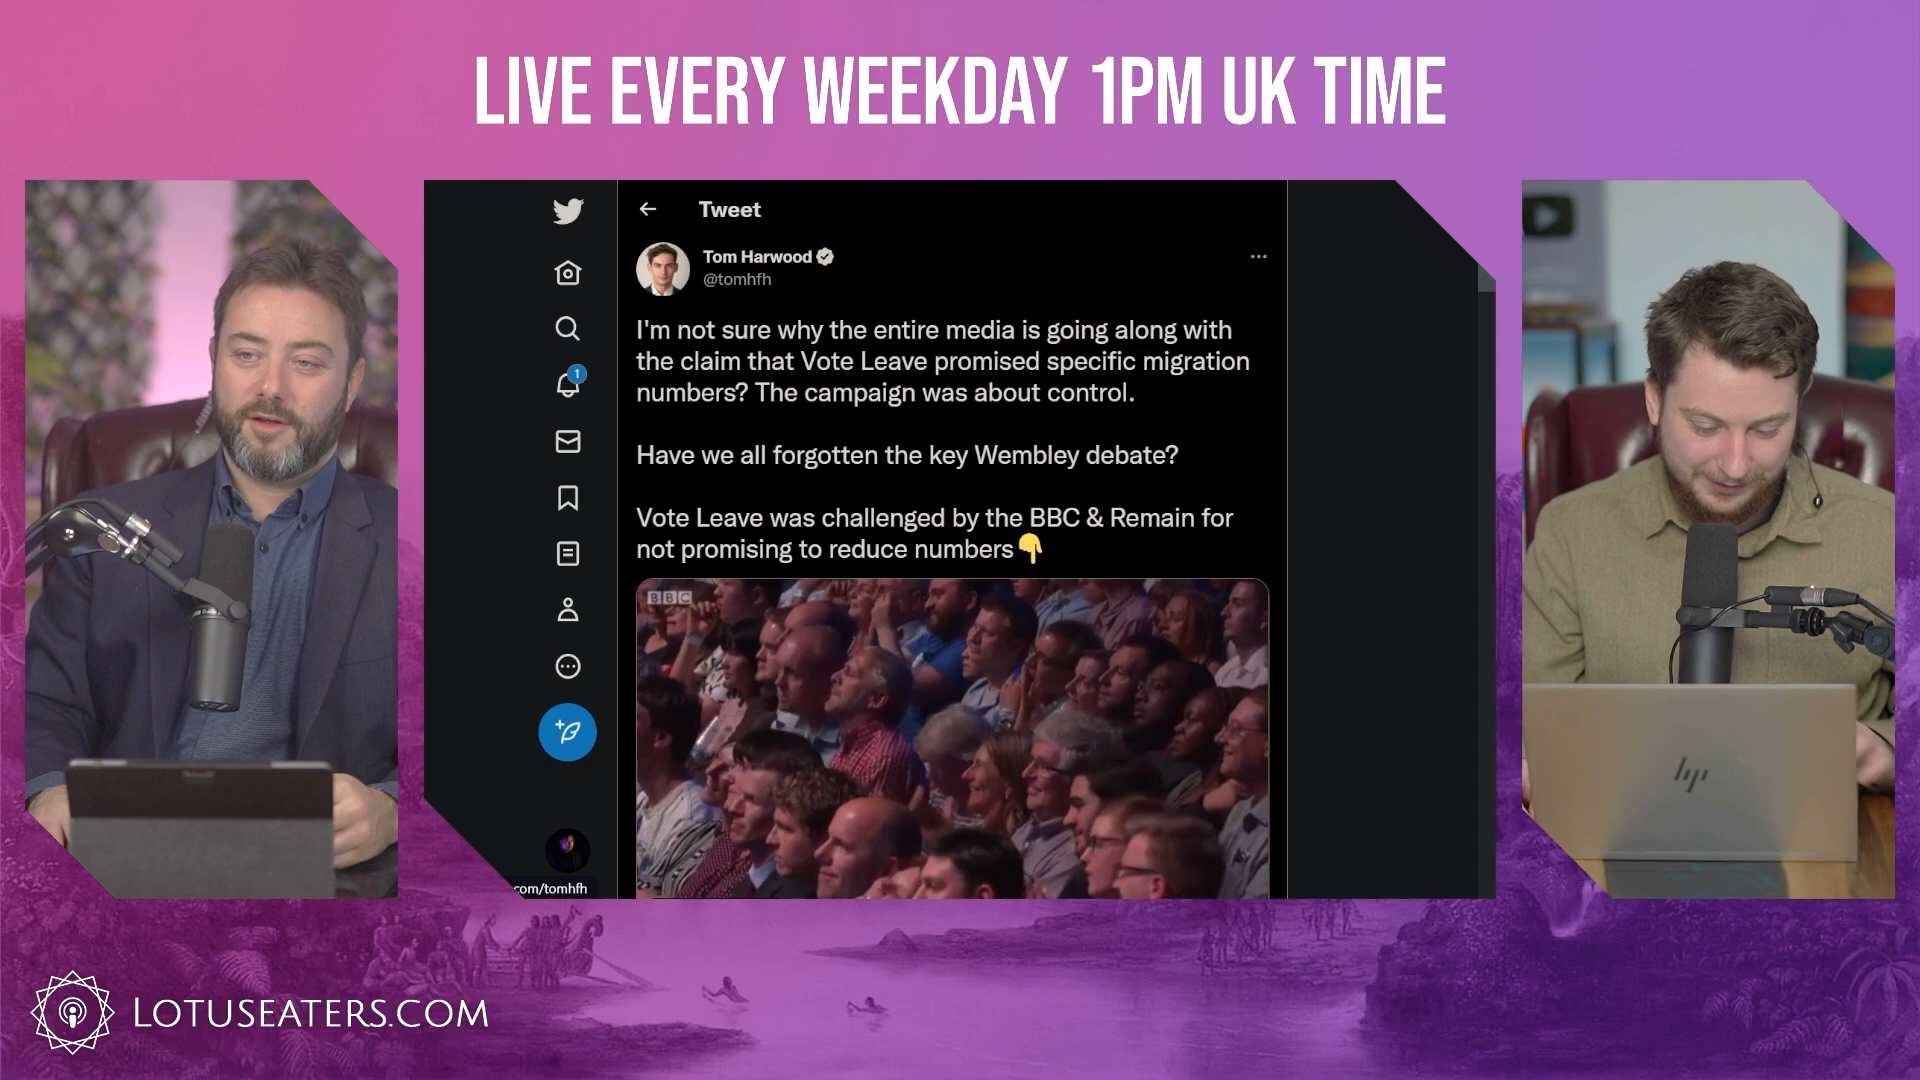 LIVE EVERY WEEKDAY 1PM UK TIME
Tweet
Tom Harwood
@tomhfh
I'm not sure why the entire media is going along with
the claim that Vote Leave promised specific migration
numbers? The campaign was about control.
Have we all forgotten the key Wembley debate?
Vote Leave was challenged by the BBC & Remain for
not promising to reduce numbers👇
BBC
1
com/tomhfh
hp
LOTUSEATERS.COM